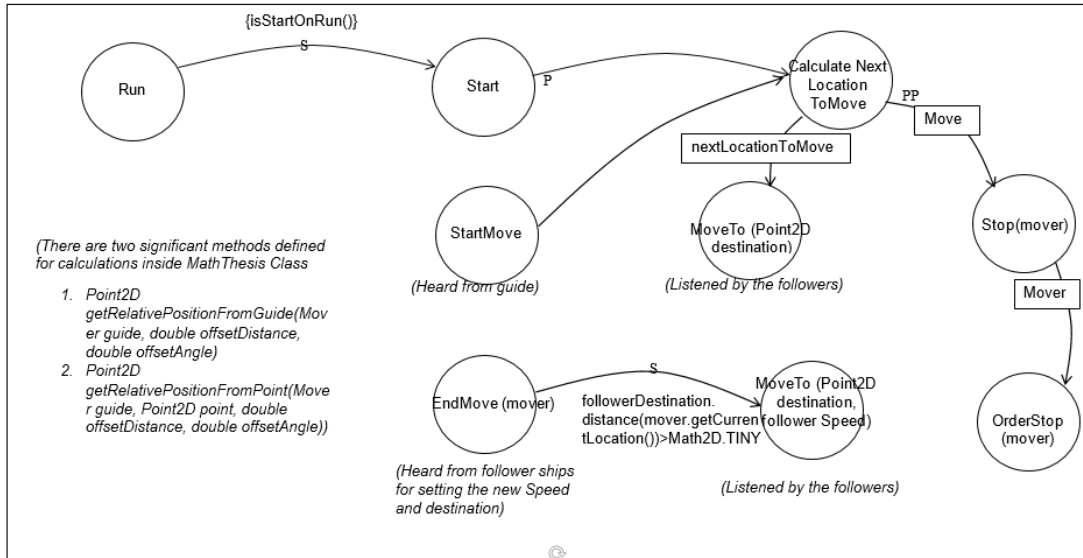 {isStartOnRun()}
S
Run
Start
P
Calculate Next
Location
ToMove
PP
Move
nextLocationToMove
StartMove
(Heard from guide)
MoveTo (Point2D
destination)
(Listened by the followers)
Stop(mover)
Mover
OrderStop
(mover)
(There are two significant methods defined
for calculations inside MathThesis Class
1. Point2D
getRelativePositionFromGuide(Mov
er guide, double offsetDistance,
double offsetAngle)
2. Point2D
getRelativePositionFromPoint(Move
r guide, Point2D point, double
offsetDistance, double offsetAngle))
EndMove (mover)
(Heard from follower ships
for setting the new Speed
and destination)
S
followerDestination.
distance(mover.getCurren
tLocation())>Math2D.TINY
MoveTo (Point2D
destination,
follower Speed)
(Listened by the followers)